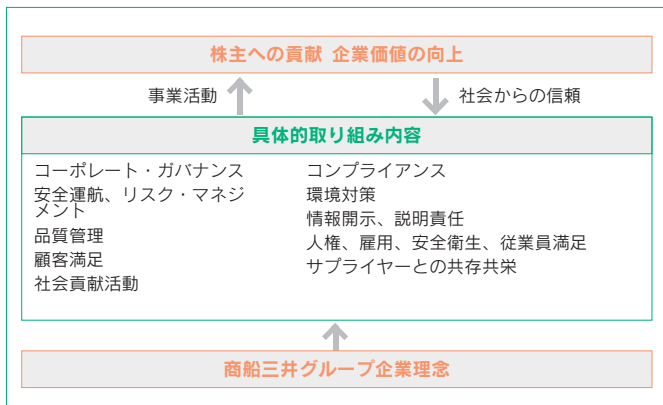 株主への貢献 企業価値の向上
事業活動
社会からの信頼
具体的取り組み内容
コーポレート・ガバナンス
安全運航、リスク・マネジ
メント
品質管理
顧客満足
社会貢献活動
コンプライアンス
環境対策
情報開示、説明責任
人権、雇用、安全衛生、従業員満足
サプライヤーとの共存共栄
商船三井グループ企業理念